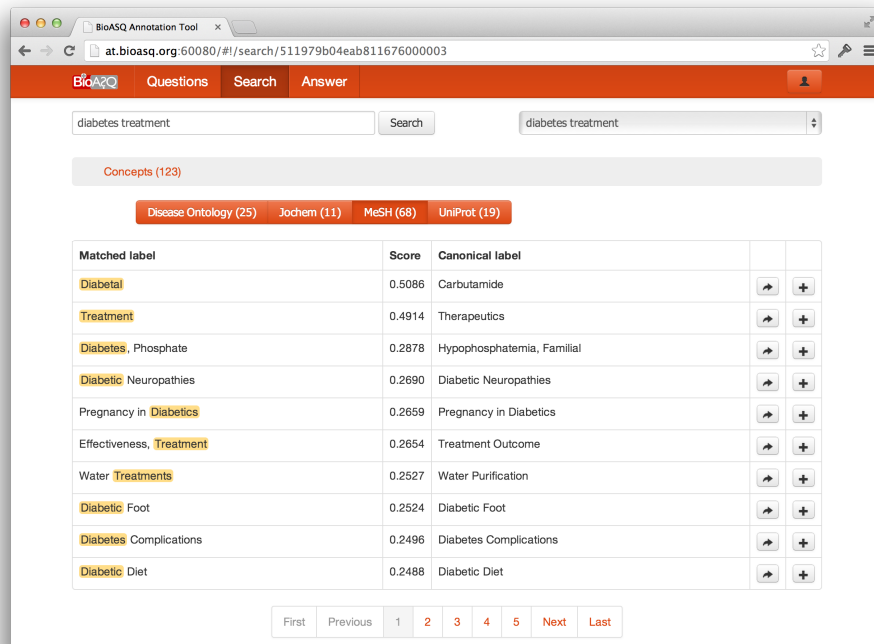 BioASQ Annotation Tool ×
at.bioasq.org:60080/#!/search/511979b04eab811676000003
BioASQ Questions Search Answer
diabetes treatment Search diabetes treatment
Concepts (123)
Disease Ontology (25) Jochem (11) MeSH (68) UniProt (19)
Matched label Score Canonical label
Diabetal 0.5086 Carbutamide
Treatment 0.4914 Therapeutics
Diabetes, Phosphate 0.2878 Hypophosphatemia, Familial
Diabetic Neuropathies 0.2690 Diabetic Neuropathies
Pregnancy in Diabetics 0.2659 Pregnancy in Diabetics
Effectiveness, Treatment 0.2654 Treatment Outcome
Water Treatments 0.2527 Water Purification
Diabetic Foot 0.2524 Diabetic Foot
Diabetes Complications 0.2496 Diabetes Complications
Diabetic Diet 0.2488 Diabetic Diet
First Previous 1 2 3 4 5 Next Last